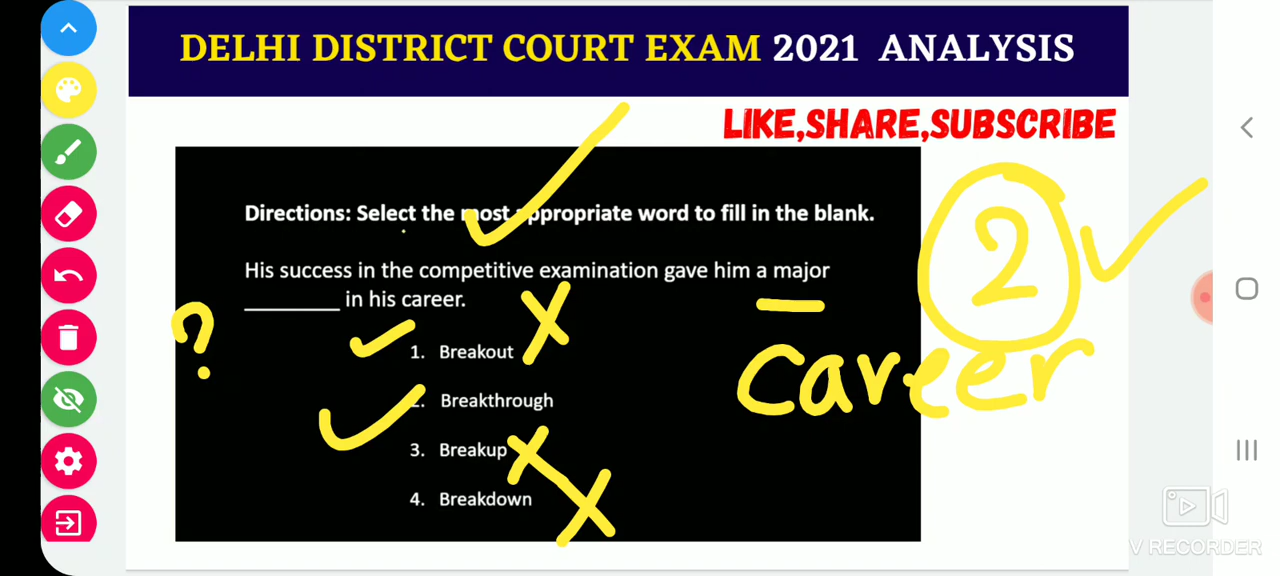 DELHI DISTRICT COURT EXAM 2021 ANALYSIS
LIKE,SHARE,SUBSCRIBE
Directions: Select the most appropriate word to fill in the blank.
His success in the competitive examination gave him a major
_________ in his career.
?
1. Breakout
2. Breakthrough
3. Breakup
4. Breakdown
2
career
V RECORDER